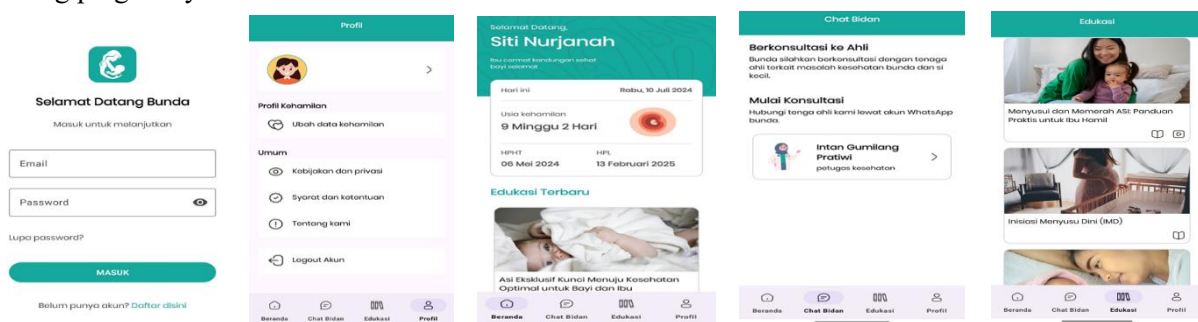 Selamat Datang Bunda
Masuk untuk melanjutkan
Email
Password
Lupa password?
MASUK
Belum punya akun? Daftar disini
Profil
Profil Kehamilan
Ubah data kehamilan
Umum
Kebijakan dan privasi
Syarat dan ketentuan
Tentang kami
Logout Akun
Beranda Chat Bidan Edukasi Profil
Selamat Datang,
Siti Nurjanah
Ibu cermat kandungan sehat
bayi selamat
Hari ini Rabu, 10 Juli 2024
Usia kehamilan
9 Minggu 2 Hari
HPHT HPL
06 Mei 2024 13 Februari 2025
Edukasi Terbaru
Asi Eksklusif Kunci Menuju Kesehatan
Optimal untuk Bayi dan Ibu
Beranda Chat Bidan Edukasi Profil
Chat Bidan
Berkonsultasi ke Ahli
Bunda silahkan berkonsultasi dengan tenaga
ahli terkait masalah kesehatan bunda dan si
kecil.
Mulai Konsultasi
Hubungi tenga ahli kami lewat akun WhatsApp
bunda.
Intan Gumilang
Pratiwi
petugas kesehatan
Beranda Chat Bidan Edukasi Profil
Edukasi
Menyusui dan Memerah ASI: Panduan
Praktis untuk Ibu Hamil
Inisiasi Menyusu Dini (IMD)
Beranda Chat Bidan Edukasi Profil